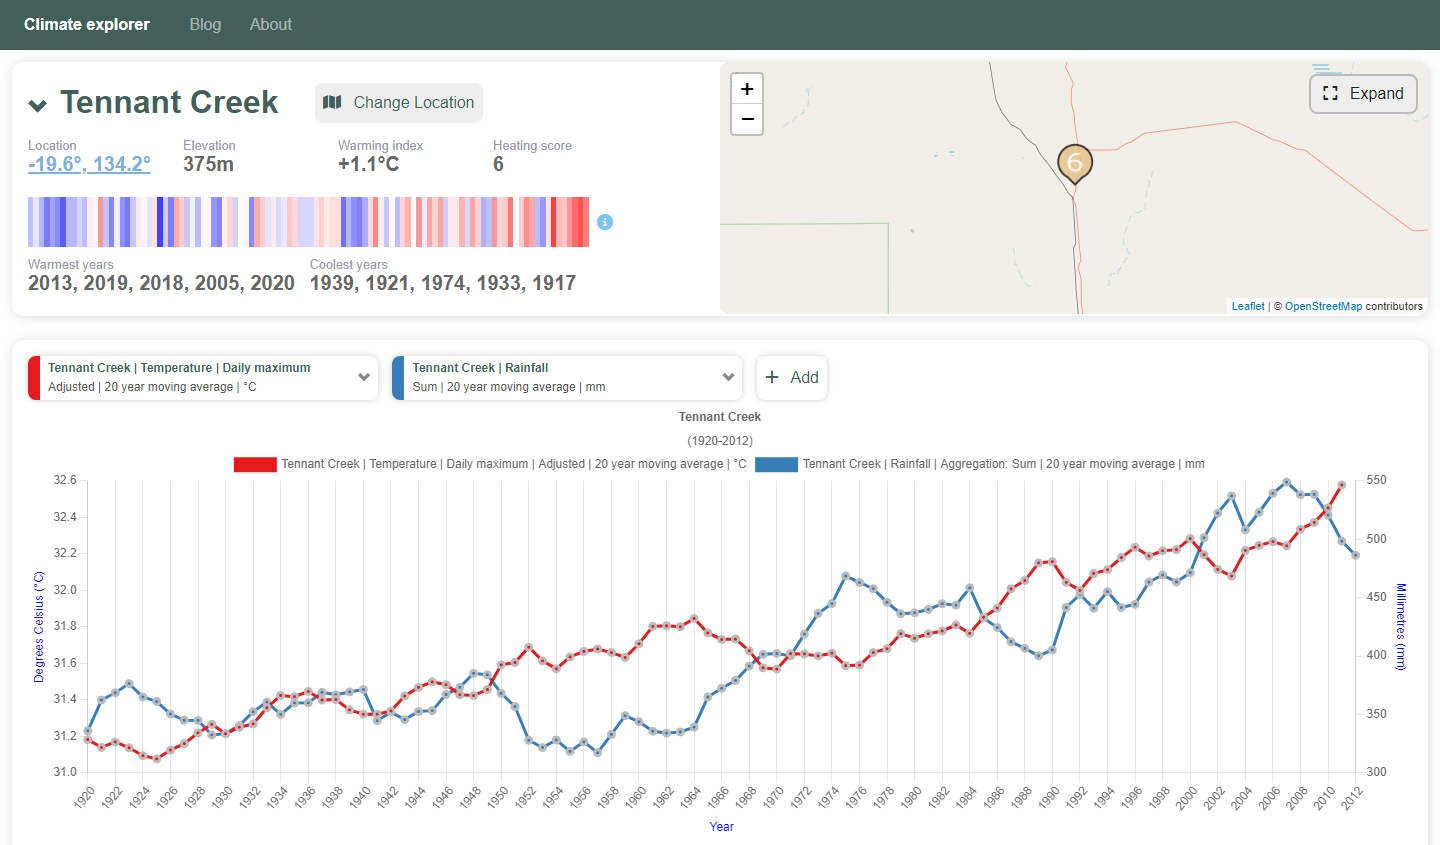 Climate explorer Blog About
Tennant Creek
Change Location
Location Elevation Warming index Heating score
-19.6°, 134.2° 375m +1.1°C 6
Warmest years Coolest years
2013, 2019, 2018, 2005, 2020 1939, 1921, 1974, 1933, 1917
+
−
Expand
6
Leaflet | © OpenStreetMap contributors
Tennant Creek | Temperature | Daily maximum
Adjusted | 20 year moving average | °C
Tennant Creek | Rainfall
Sum | 20 year moving average | mm
+ Add
Tennant Creek
(1920-2012)
Tennant Creek | Temperature | Daily maximum | Adjusted | 20 year moving average | °C
Tennant Creek | Rainfall | Aggregation: Sum | 20 year moving average | mm
Degrees Celsius (°C)
32.6
32.4
32.2
32.0
31.8
31.6
31.4
31.2
31.0
550
500
450
400
350
300
Millimetres (mm)
1920 1922 1924 1926 1928 1930 1932 1934 1936 1938 1940 1942 1944 1946 1948 1950 1952 1954 1956 1958 1960 1962 1964 1966 1968 1970 1972 1974 1976 1978 1980 1982 1984 1986 1988 1990 1992 1994 1996 1998 2000 2002 2004 2006 2008 2010 2012
Year